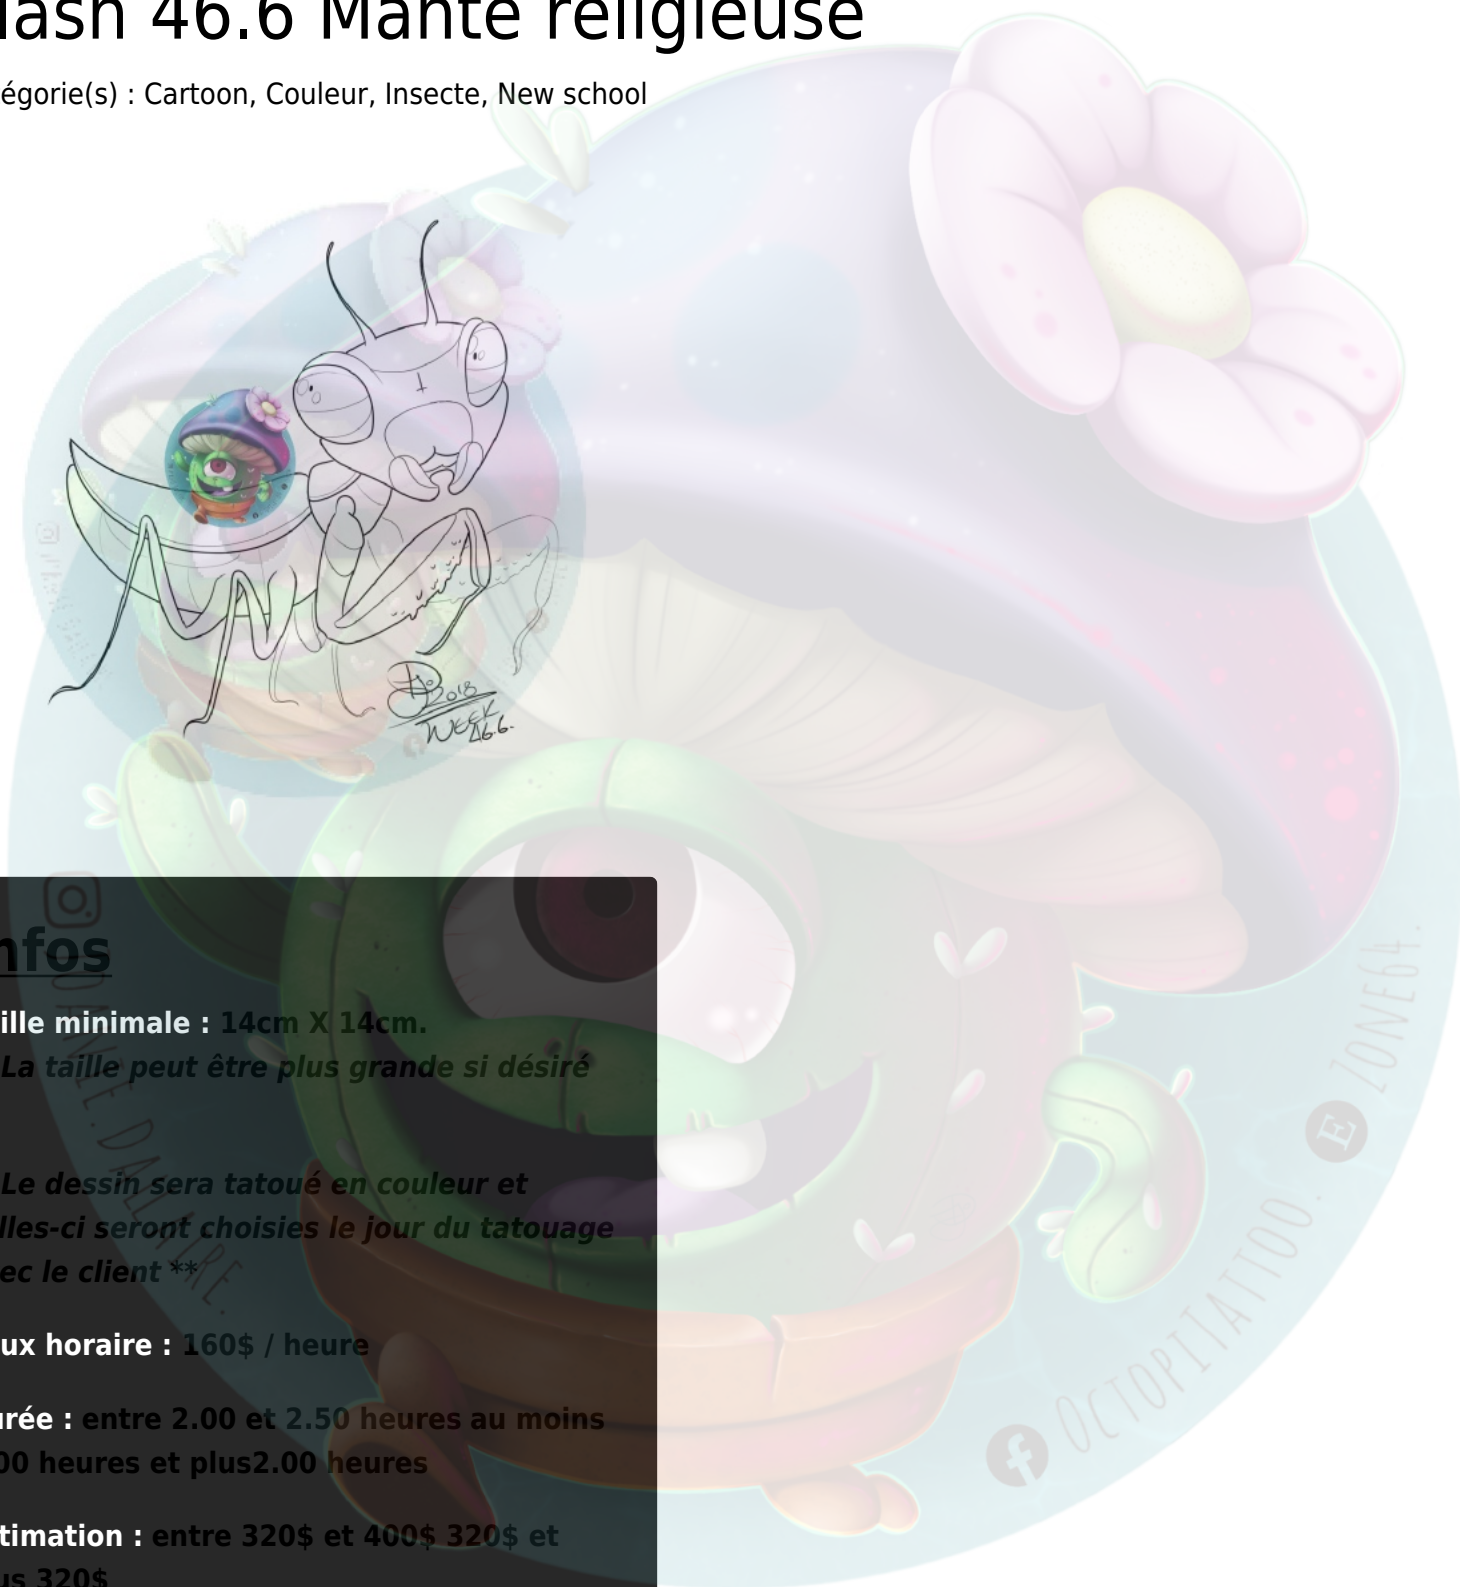 lash 46.6 Mante religieuse
égorie(s) : Cartoon, Couleur, Insecte, New school
2018
WEEK
46.6.
nfos
ille minimale : 14cm X 14cm.
La taille peut être plus grande si désiré
Le dessin sera tatoué en couleur et
lles-ci seront choisies le jour du tatouage
ec le client **
ux horaire : 160$ / heure
urée : entre 2.00 et 2.50 heures au moins
00 heures et plus2.00 heures
timation : entre 320$ et 400$ 320$ et
us 320$
OCTOPITATTOO.
ZONE64.